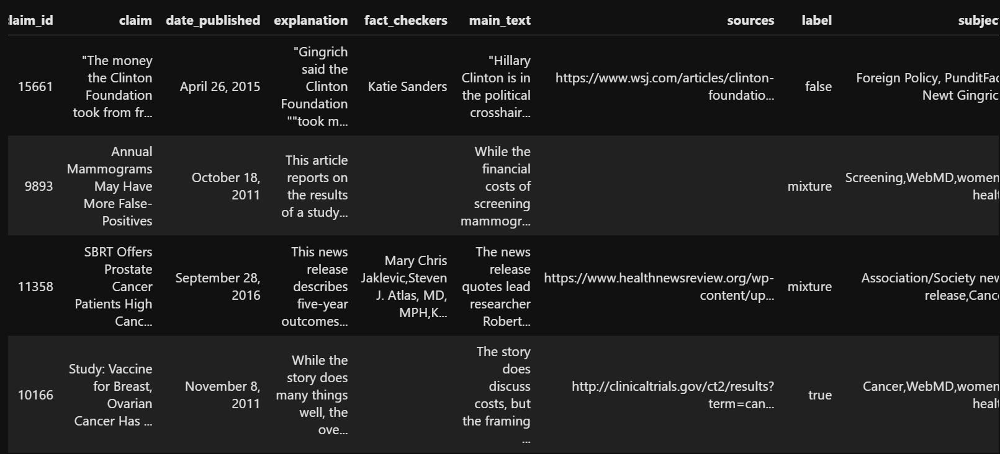 laim_id claim date_published explanation fact_checkers main_text sources label subjec
15661
"The money
the Clinton
Foundation
took from fr...
April 26, 2015
"Gingrich
said the
Clinton
Foundation
""took m...
Katie Sanders
"Hillary
Clinton is in
the political
crosshair...
https://www.wsj.com/articles/clinton-
foundatio...
false
Foreign Policy, PunditFac
Newt Gingric
9893
Annual
Mammograms
May Have
More False-
Positives
October 18,
2011
This article
reports on
the results
of a study...
While the
financial
costs of
screening
mammogr...
mixture
Screening,WebMD,women
healt
11358
SBRT Offers
Prostate
Cancer
Patients High
Canc...
September 28,
2016
This news
release
describes
five-year
outcomes...
Mary Chris
Jaklevic,Steven
J. Atlas, MD,
MPH,K...
The news
release
quotes lead
researcher
Robert...
https://www.healthnewsreview.org/wp-
content/up...
mixture
Association/Society new
release,Cance
10166
Study: Vaccine
for Breast,
Ovarian
Cancer Has ...
November 8,
2011
While the
story does
many things
well, the
ove...
The story
does
discuss
costs, but
the framing
...
http://clinicaltrials.gov/ct2/results?
term=can...
true
Cancer,WebMD,women
healt